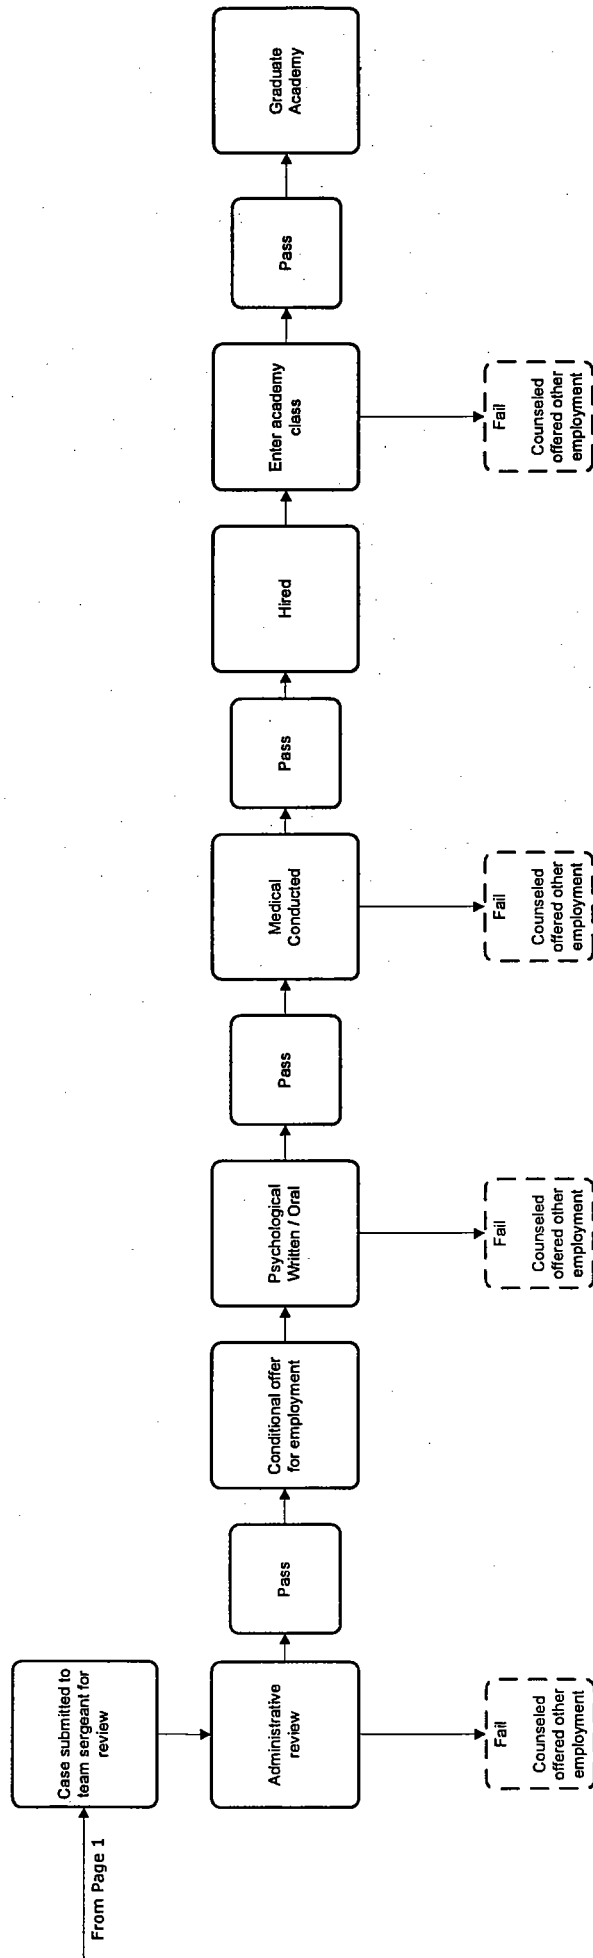 From Page 1
Case submitted to
team sergeant for
review
Administrative
review
Fail
Counseled
offered other
employment
Pass
Conditional offer
for employment
Psychological
Written / Oral
Fail
Counseled
offered other
employment
Pass
Medical
Conducted
Fail
Counseled
offered other
employment
Pass
Hired
Enter academy
class
Fail
Counseled
offered other
employment
Pass
Graduate
Academy